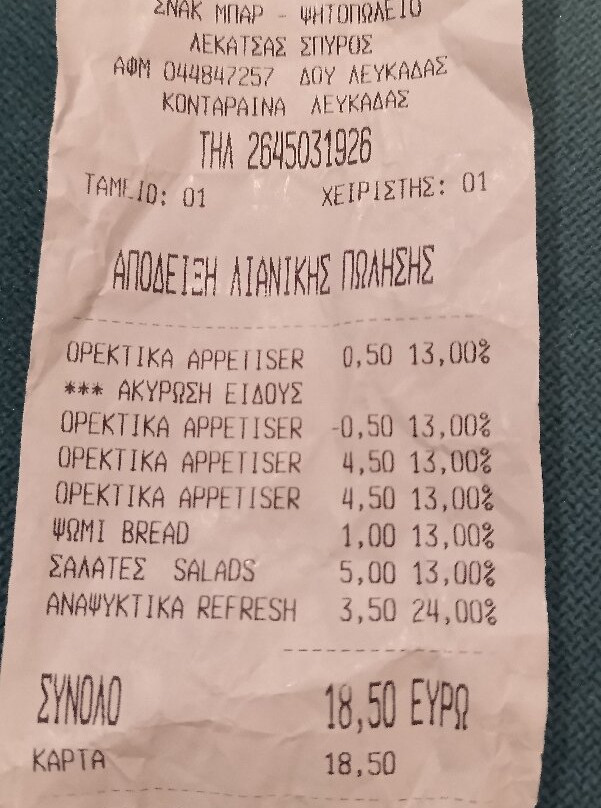 ΣΝΑΚ ΜΠΑΡ - ΨΗΤΟΠΩΛΕΙΟ
ΛΕΚΑΤΣΑΣ ΣΠΥΡΟΣ
ΑΦΜ 044847257 ΔΟΥ ΛΕΥΚΑΔΑΣ
ΚΟΝΤΑΡΑΙΝΑ ΛΕΥΚΑΔΑΣ
ΤΗΛ 2645031926
ΤΑΜΕΙΟ: 01 ΧΕΙΡΙΣΤΗΣ: 01
ΑΠΟΔΕΙΞΗ ΛΙΑΝΙΚΗΣ ΠΩΛΗΣΗΣ
ΟΡΕΚΤΙΚΑ APPETISER 0,50 13,00%
*** ΑΚΥΡΩΣΗ ΕΙΔΟΥΣ
ΟΡΕΚΤΙΚΑ APPETISER -0,50 13,00%
ΟΡΕΚΤΙΚΑ APPETISER 4,50 13,00%
ΟΡΕΚΤΙΚΑ APPETISER 4,50 13,00%
ΨΩΜΙ BREAD 1,00 13,00%
ΣΑΛΑΤΕΣ SALADS 5,00 13,00%
ΑΝΑΨΥΚΤΙΚΑ REFRESH 3,50 24,00%
ΣΥΝΟΛΟ 18,50 ΕΥΡΩ
ΚΑΡΤΑ 18,50